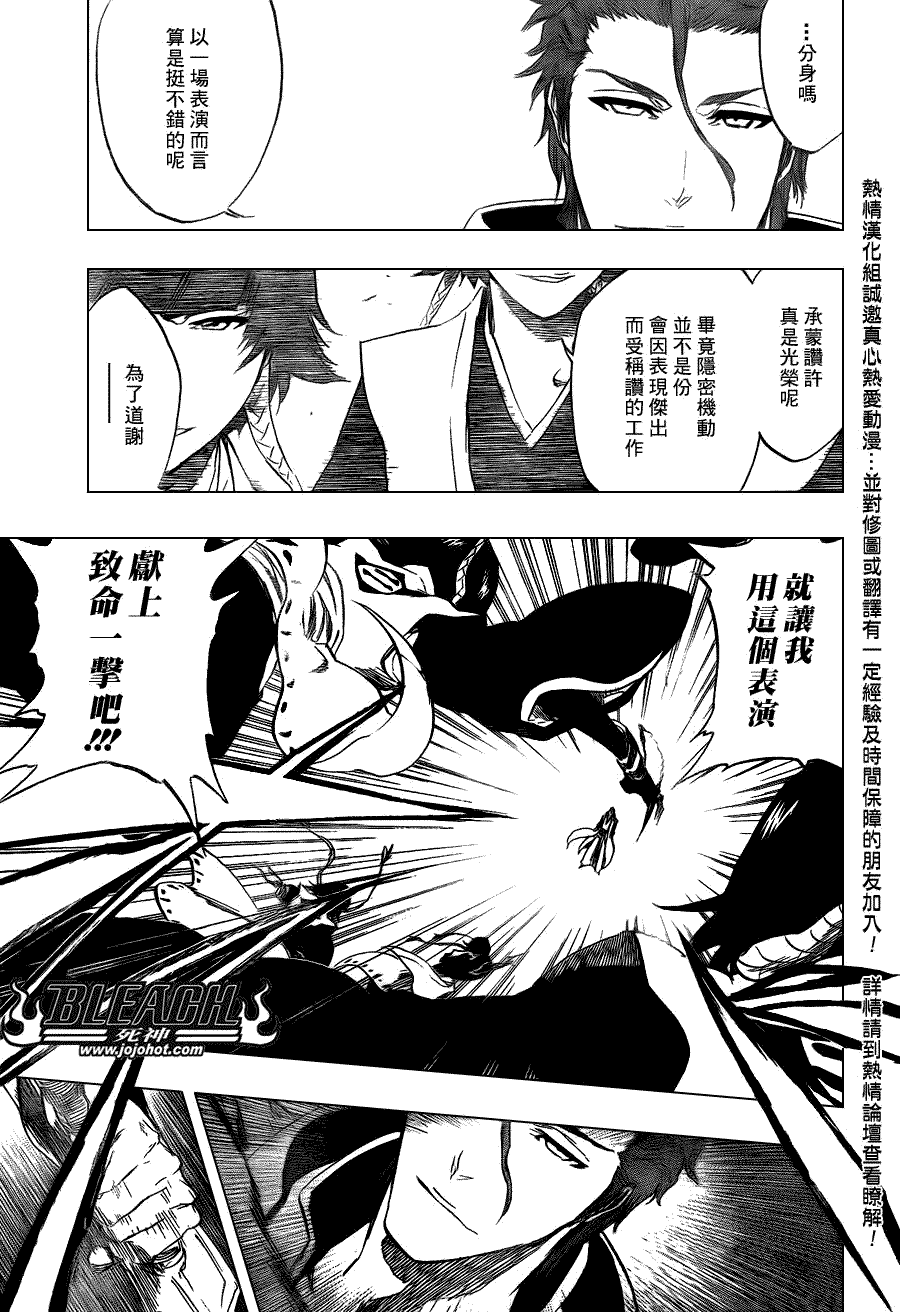 …分身嗎
以一場表演而言
算是挺不錯的呢
承蒙讚許
真是光榮呢
畢竟隱密機動
並不是份
會因表現傑出
而受稱讚的工作
為了道謝
——
就讓我
用這個表演
獻上
致命一擊吧!!!
熱情漢化組誠邀真心熱愛動漫…並對修圖或翻譯有一定經驗及時間保障的朋友加入！ 詳情請到熱情論壇查看瞭解！
BLEACH
死神
www.jojohot.com